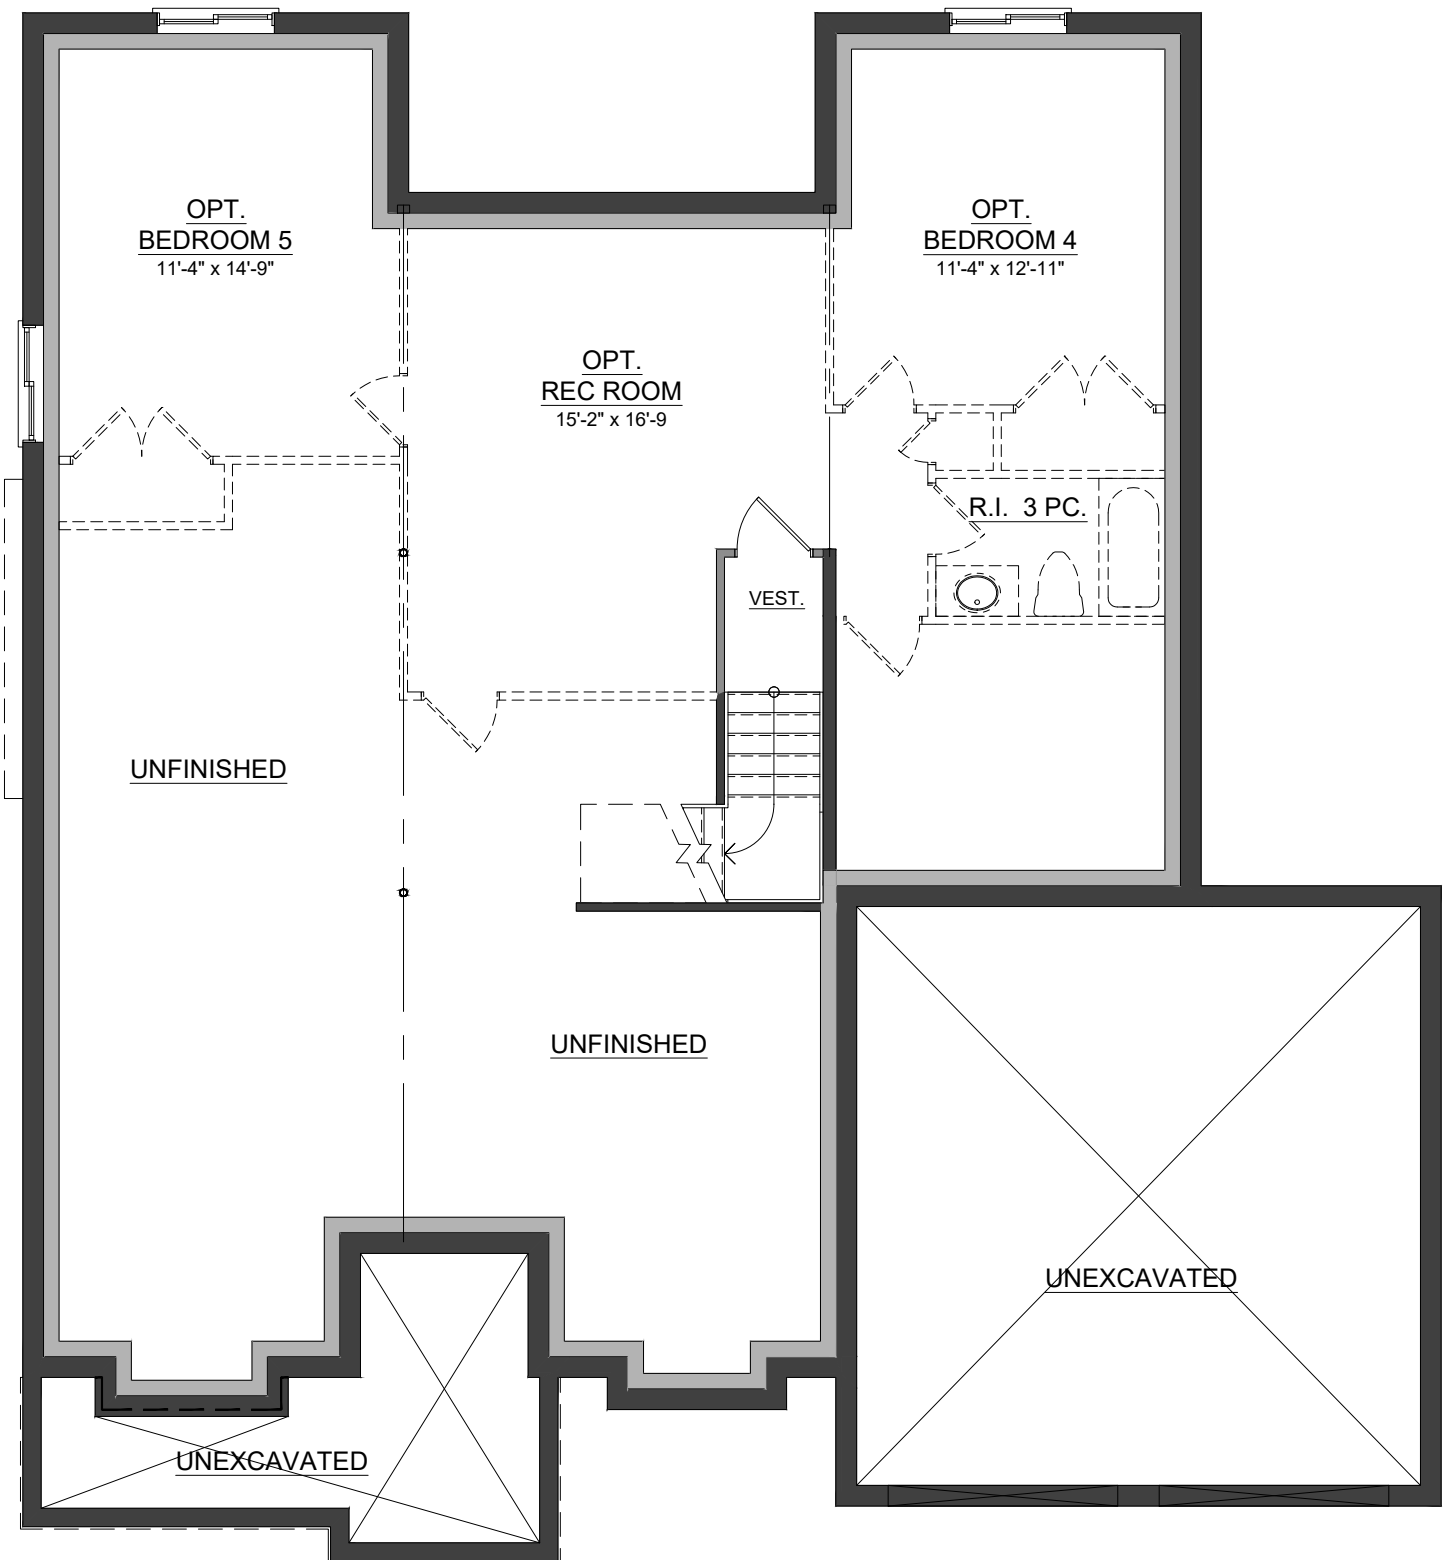 OPT.
BEDROOM 5
11'-4" x 14'-9"
OPT.
BEDROOM 4
11'-4" x 12'-11"
OPT.
REC ROOM
15'-2" x 16'-9
R.I. 3 PC.
VEST.
UNFINISHED
UNFINISHED
UNEXCAVATED
UNEXCAVATED